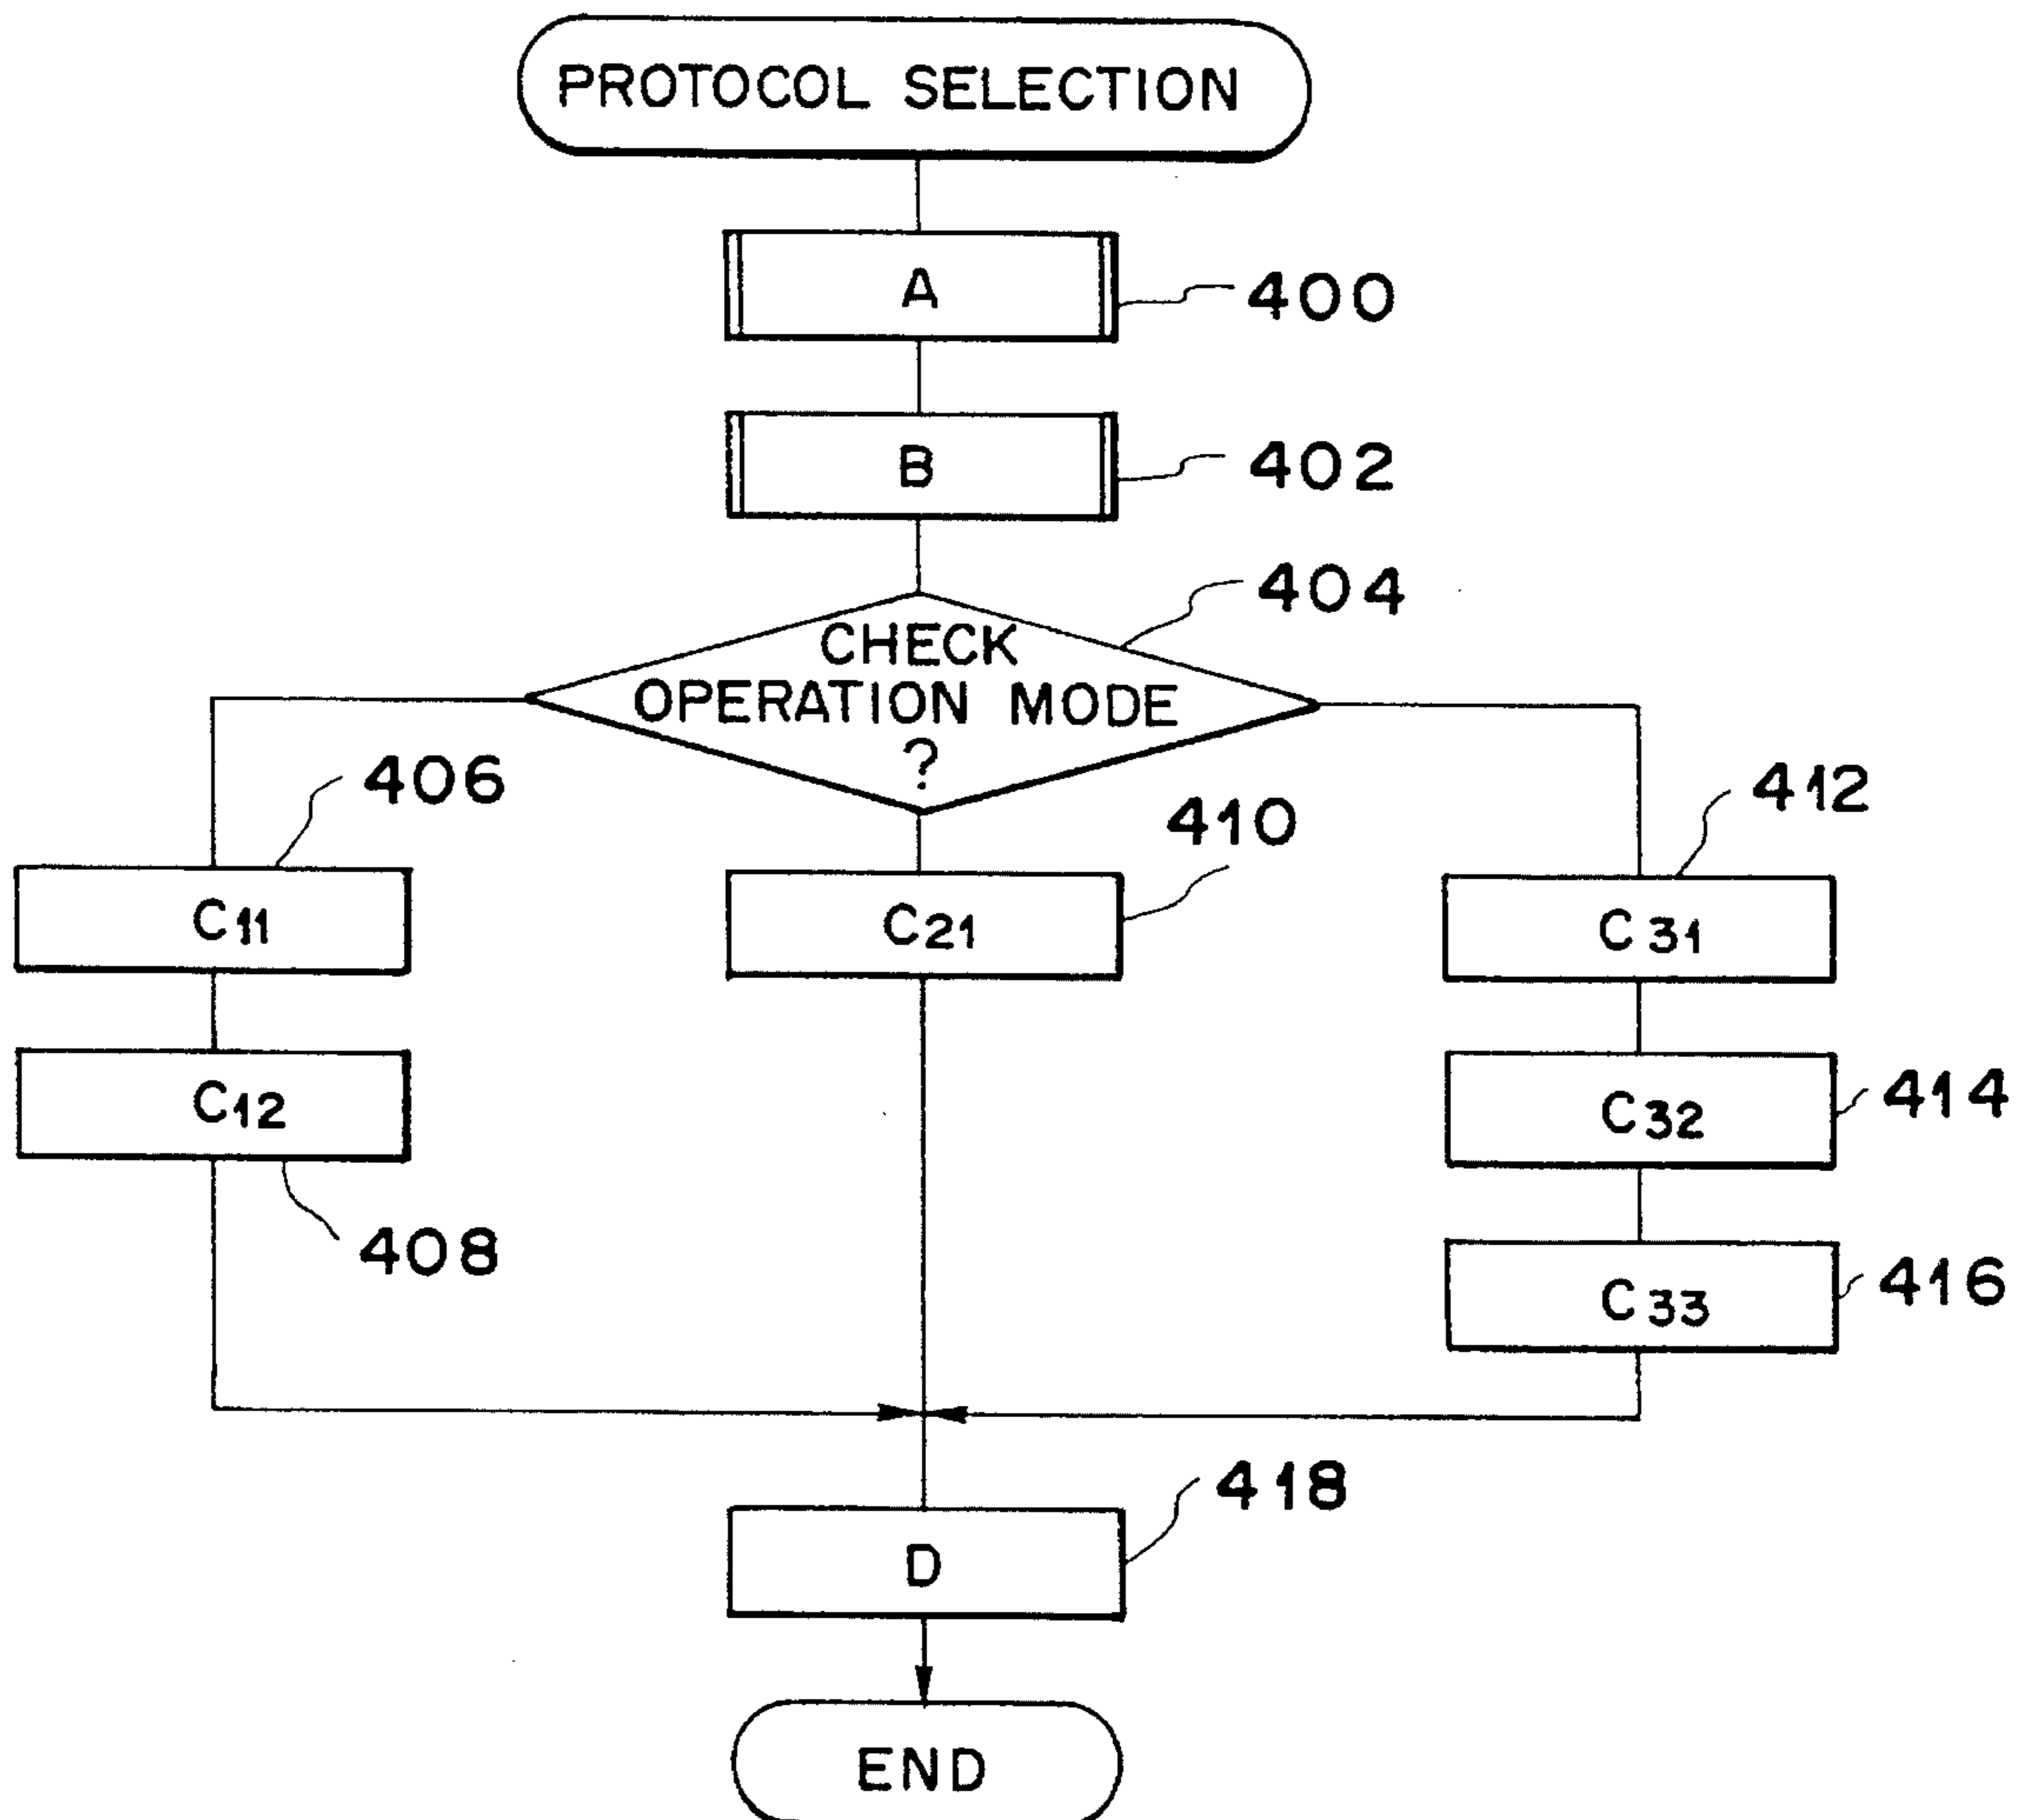 PROTOCOL SELECTION
A
400
B
402
404
CHECK
OPERATION MODE
?
406
410
412
C11
C21
C31
C12
C32
414
408
C33
416
418
D
END